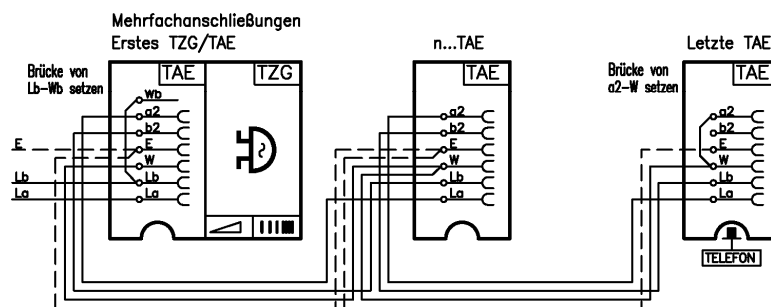 Mehrfachanschließungen
Erstes TZG/TAE
n...TAE
Letzte TAE
Brücke von
Lb-Wb setzen
TAE
TZG
TAE
Brücke von
a2-W setzen
TAE
Wb
a2
b2
E
W
Lb
La
E
Lb
La
a2
b2
E
W
Lb
La
a2
b2
E
W
Lb
La
TELEFON